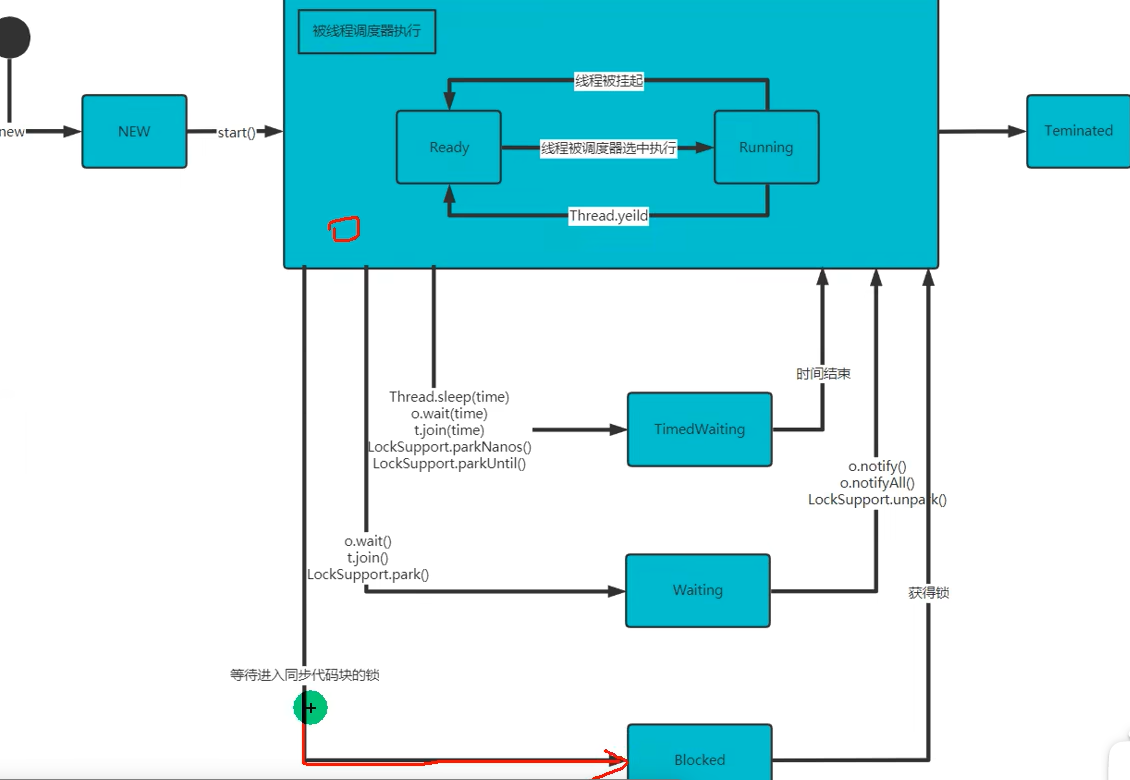 被线程调度器执行
线程被挂起
new
NEW
start()
Ready
线程被调度器选中执行
Running
Teminated
Thread.yeild
时间结束
Thread.sleep(time)
o.wait(time)
t.join(time)
LockSupport.parkNanos()
LockSupport.parkUntil()
TimedWaiting
o.notify()
o.notifyAll()
LockSupport.unpark()
o.wait()
t.join()
LockSupport.park()
Waiting
获得锁
等待进入同步代码块的锁
Blocked